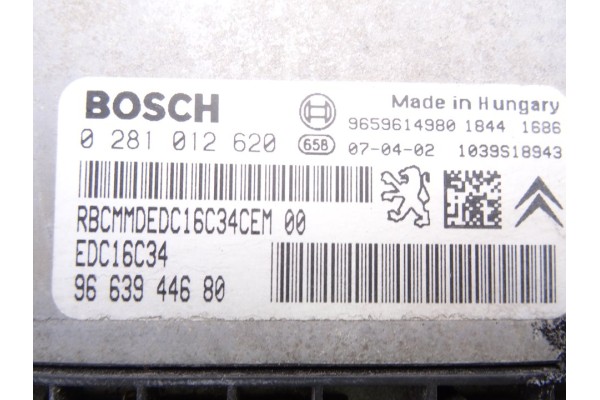 BOSCH
Made in Hungary
9659614980 1844 1686
0 281 012 620
658
07-04-02 1039S18943
RBCMMDEDC16C34CEM 00
EDC16C34
96 639 446 80